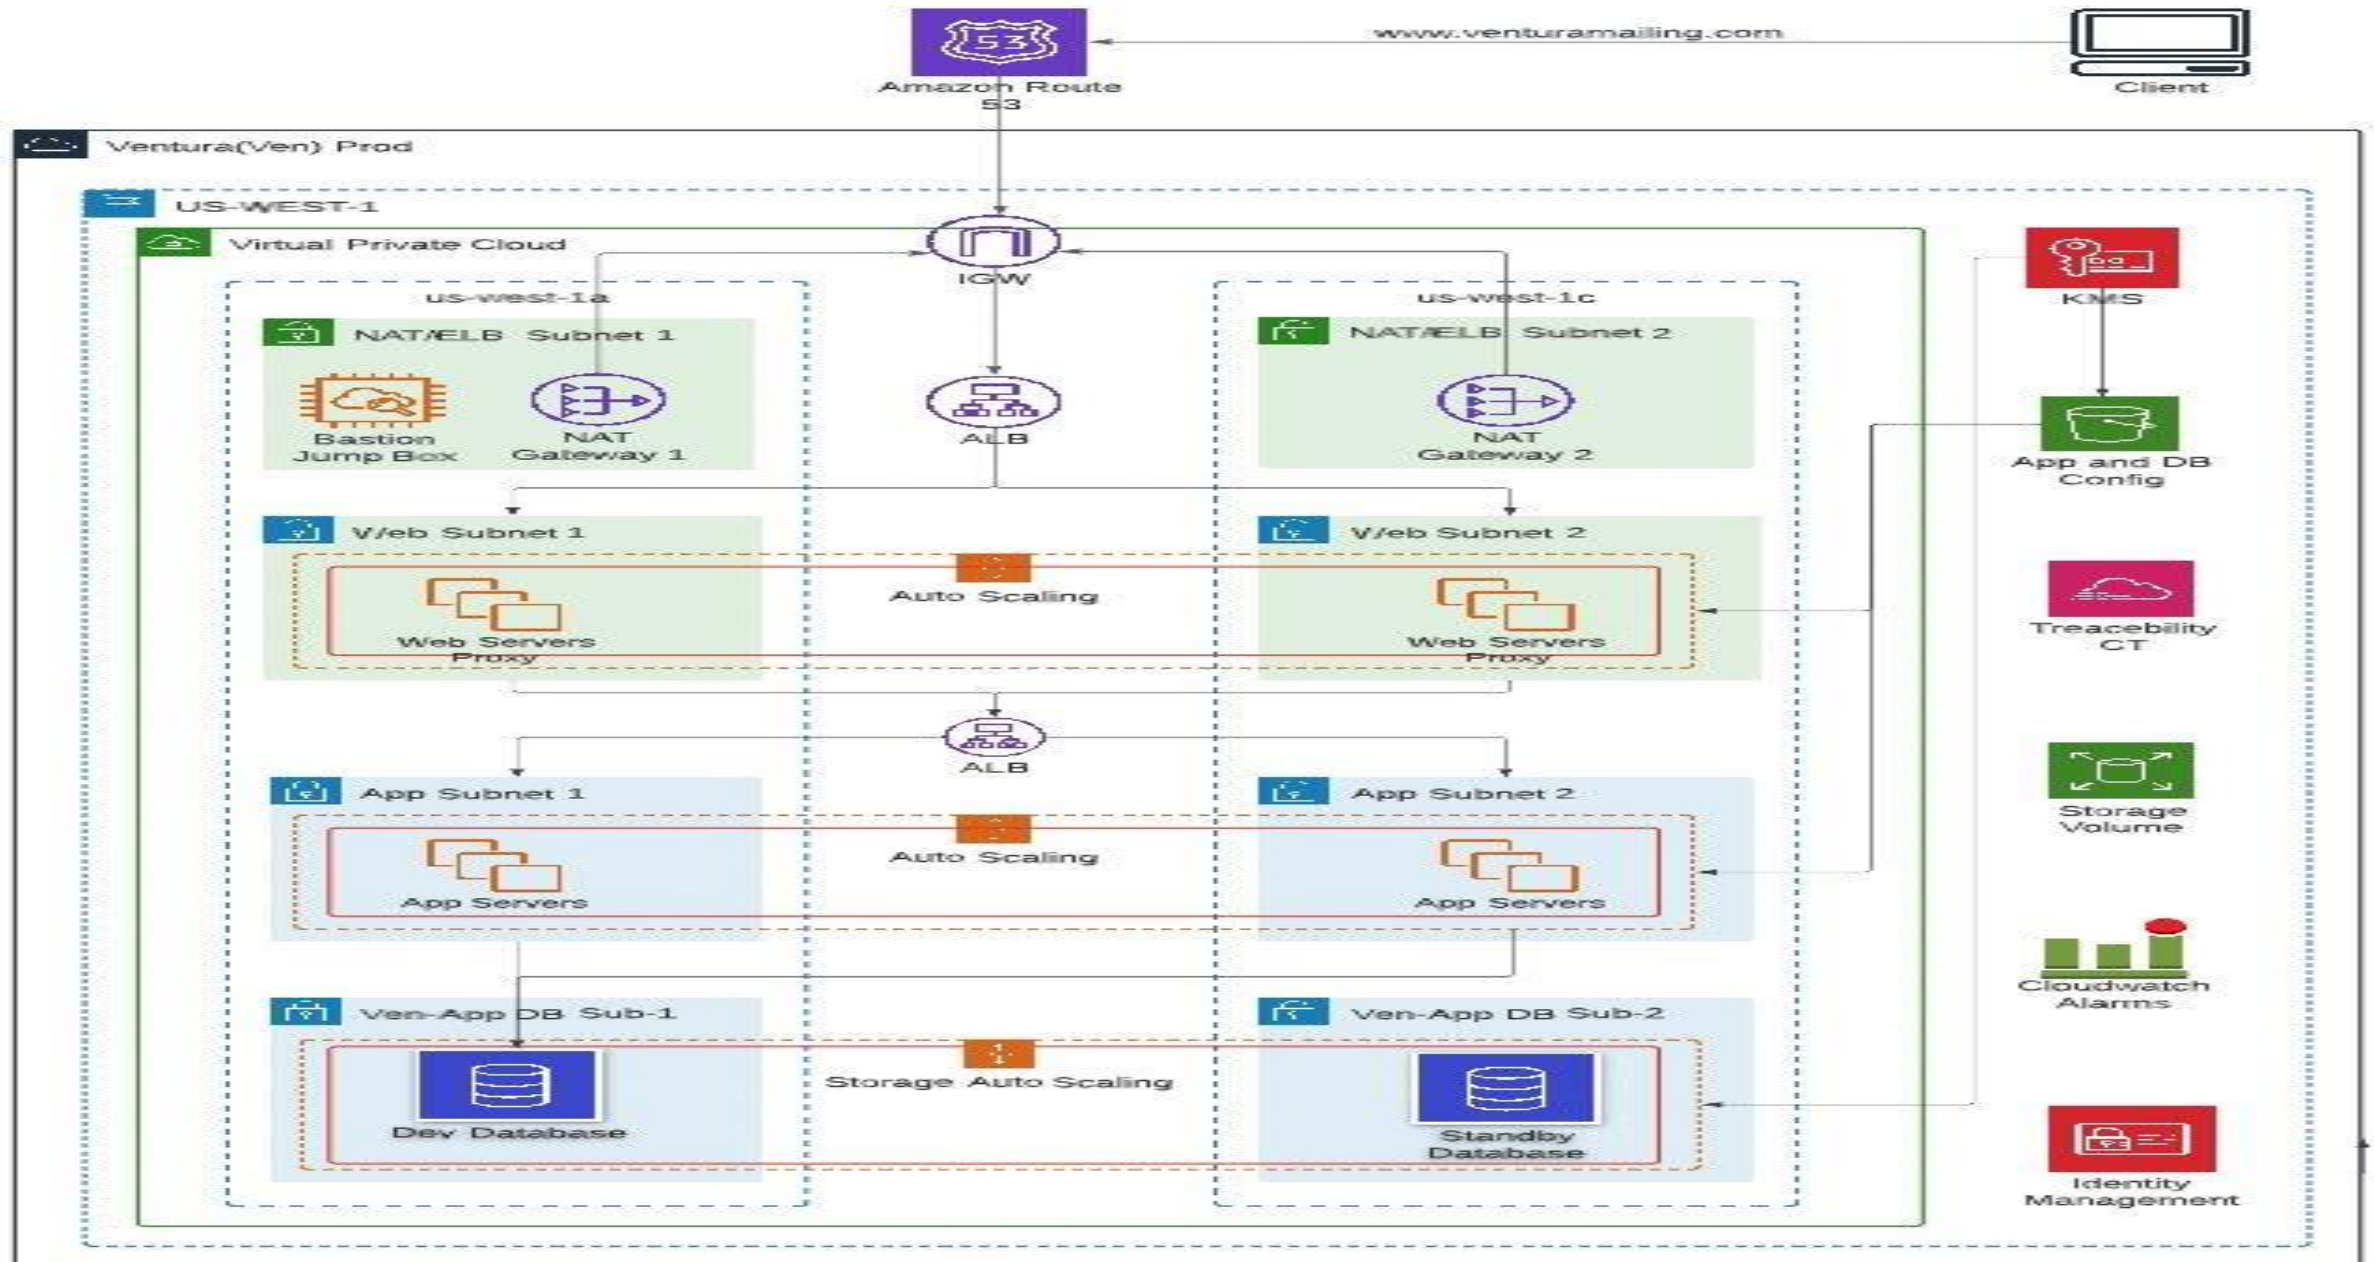 53
www.venturamailing.com
Amazon Route
53
Client
Ventura(Ven) Prod
US-WEST-1
Virtual Private Cloud
IGW
KMS
us-west-1a
us-west-1c
NAT/ELB Subnet 1
NAT/ELB Subnet 2
Bastion
Jump Box
NAT
Gateway 1
ALB
NAT
Gateway 2
App and DB
Config
Web Subnet 1
Web Subnet 2
Auto Scaling
Web Servers
Proxy
Web Servers
Proxy
Treacebility
CT
ALB
App Subnet 1
App Subnet 2
Storage
Volume
Auto Scaling
App Servers
App Servers
Cloudwatch
Alarms
Ven-App DB Sub-1
Ven-App DB Sub-2
Storage Auto Scaling
Dev Database
Standby
Database
Identity
Management